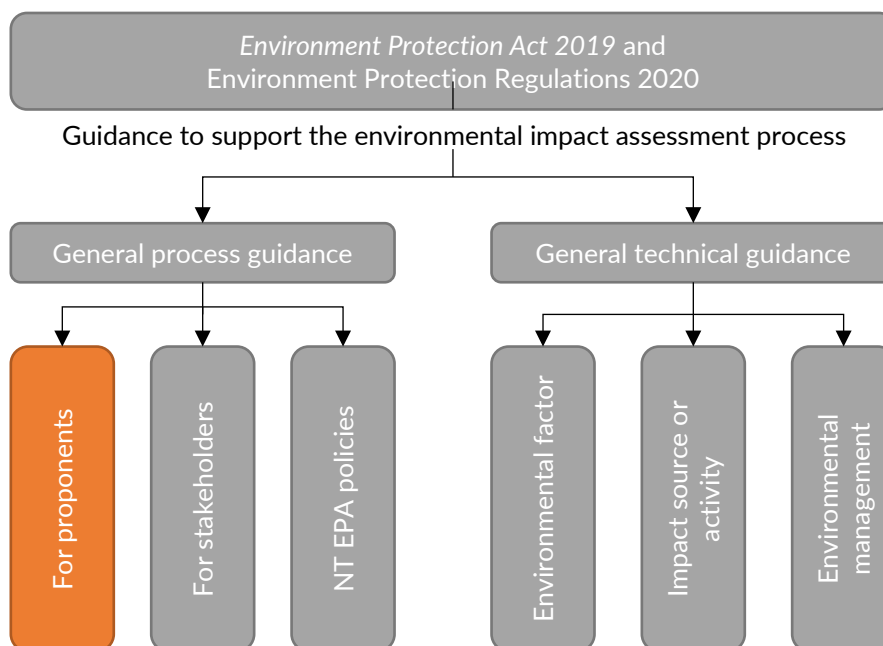 Environment Protection Act 2019 and
Environment Protection Regulations 2020
Guidance to support the environmental impact assessment process
General process guidance
General technical guidance
For proponents
For stakeholders
NT EPA policies
Environmental factor
Impact source or
activity
Environmental
management